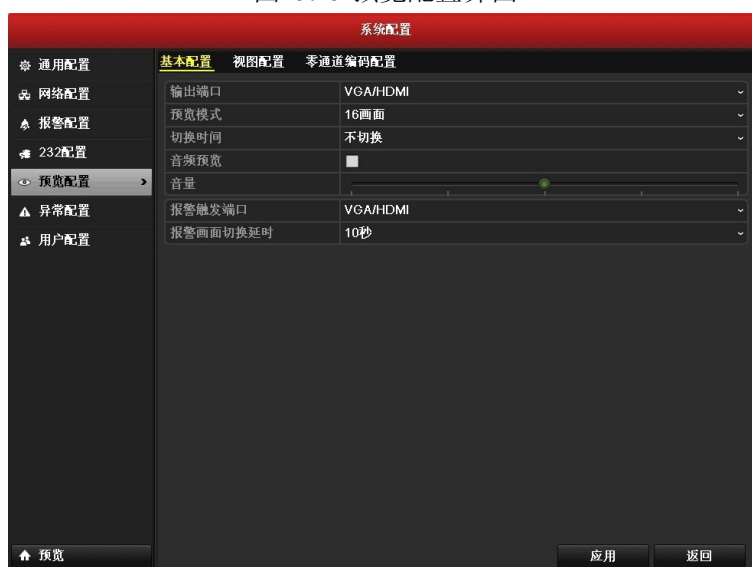 系统配置
通用配置
网络配置
报警配置
232配置
预览配置
异常配置
用户配置
预览
基本配置 视图配置 零通道编码配置
输出端口 VGA/HDMI
预览模式 16画面
切换时间 不切换
音频预览
音量
报警触发端口 VGA/HDMI
报警画面切换延时 10秒
应用 返回